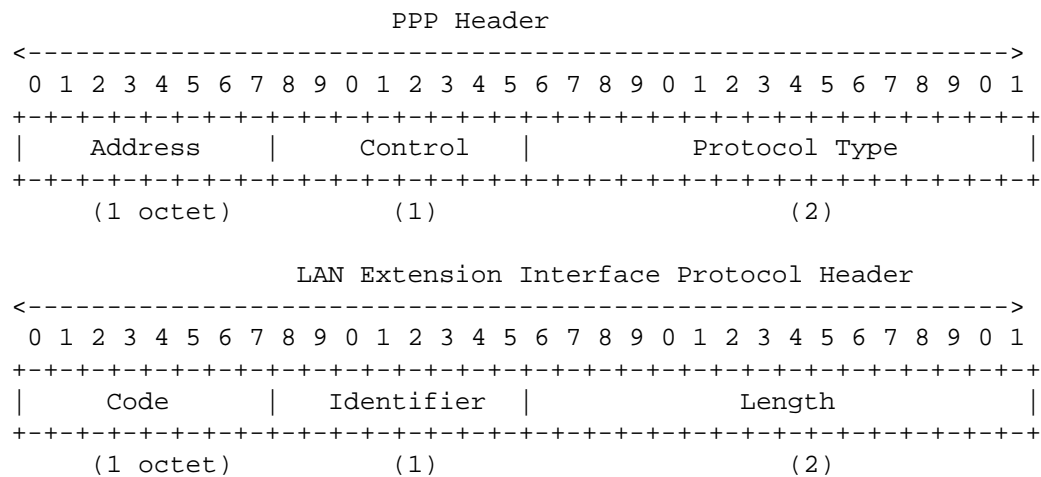 PPP Header
<-------------------------------------------------------------->
 0 1 2 3 4 5 6 7 8 9 0 1 2 3 4 5 6 7 8 9 0 1 2 3 4 5 6 7 8 9 0 1
+-+-+-+-+-+-+-+-+-+-+-+-+-+-+-+-+-+-+-+-+-+-+-+-+-+-+-+-+-+-+-+-+
|    Address    |     Control   |          Protocol Type        |
+-+-+-+-+-+-+-+-+-+-+-+-+-+-+-+-+-+-+-+-+-+-+-+-+-+-+-+-+-+-+-+-+
     (1 octet)          (1)                     (2)

                  LAN Extension Interface Protocol Header
<-------------------------------------------------------------->
 0 1 2 3 4 5 6 7 8 9 0 1 2 3 4 5 6 7 8 9 0 1 2 3 4 5 6 7 8 9 0 1
+-+-+-+-+-+-+-+-+-+-+-+-+-+-+-+-+-+-+-+-+-+-+-+-+-+-+-+-+-+-+-+-+
|     Code      |   Identifier  |             Length            |
+-+-+-+-+-+-+-+-+-+-+-+-+-+-+-+-+-+-+-+-+-+-+-+-+-+-+-+-+-+-+-+-+
     (1 octet)          (1)                     (2)